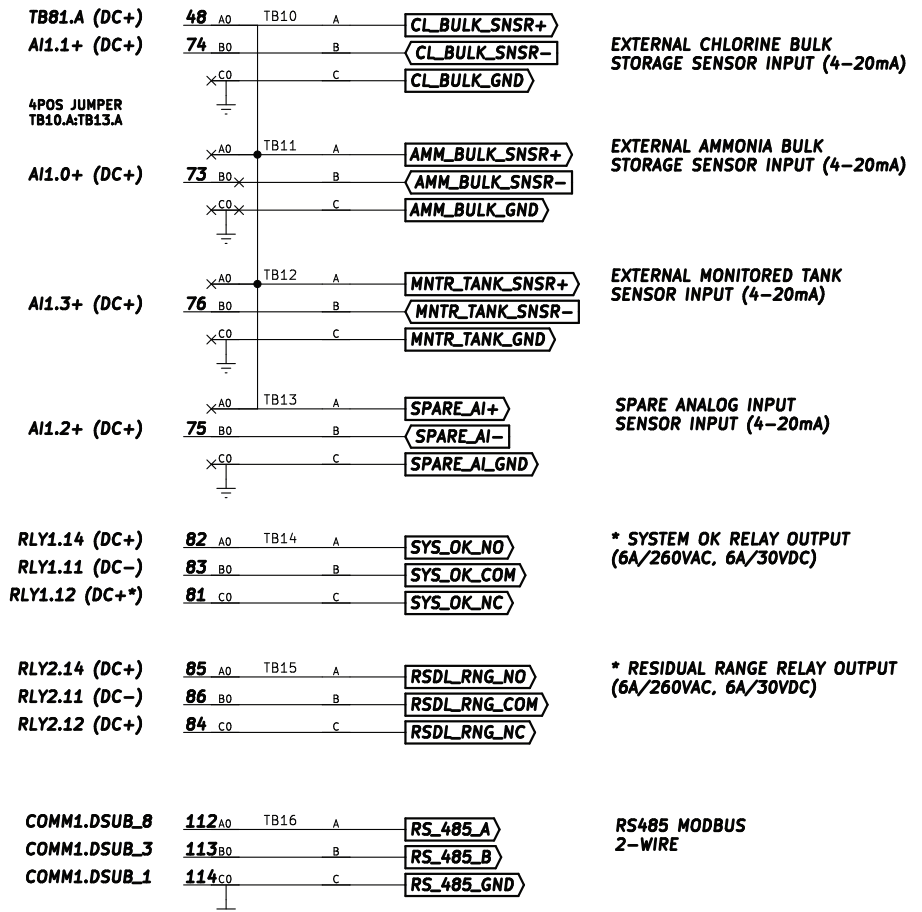 TB81.A (DC+) 48 A0 TB10 A CL_BULK_SNSR+
AI1.1+ (DC+) 74 B0 B CL_BULK_SNSR-
C0 C CL_BULK_GND
EXTERNAL CHLORINE BULK
STORAGE SENSOR INPUT (4-20mA)
4POS JUMPER
TB10.A:TB13.A
A0 TB11 A AMM_BULK_SNSR+
AI1.0+ (DC+) 73 B0 B AMM_BULK_SNSR-
C0 C AMM_BULK_GND
EXTERNAL AMMONIA BULK
STORAGE SENSOR INPUT (4-20mA)
A0 TB12 A MNTR_TANK_SNSR+
AI1.3+ (DC+) 76 B0 B MNTR_TANK_SNSR-
C0 C MNTR_TANK_GND
EXTERNAL MONITORED TANK
SENSOR INPUT (4-20mA)
A0 TB13 A SPARE_AI+
AI1.2+ (DC+) 75 B0 B SPARE_AI-
C0 C SPARE_AI_GND
SPARE ANALOG INPUT
SENSOR INPUT (4-20mA)
RLY1.14 (DC+) 82 A0 TB14 A SYS_OK_NO
RLY1.11 (DC-) 83 B0 B SYS_OK_COM
RLY1.12 (DC+*) 81 C0 C SYS_OK_NC
* SYSTEM OK RELAY OUTPUT
(6A/260VAC, 6A/30VDC)
RLY2.14 (DC+) 85 A0 TB15 A RSDL_RNG_NO
RLY2.11 (DC-) 86 B0 B RSDL_RNG_COM
RLY2.12 (DC+) 84 C0 C RSDL_RNG_NC
* RESIDUAL RANGE RELAY OUTPUT
(6A/260VAC, 6A/30VDC)
COMM1.DSUB_8 112 A0 TB16 A RS_485_A
COMM1.DSUB_3 113 B0 B RS_485_B
COMM1.DSUB_1 114 C0 C RS_485_GND
RS485 MODBUS
2-WIRE